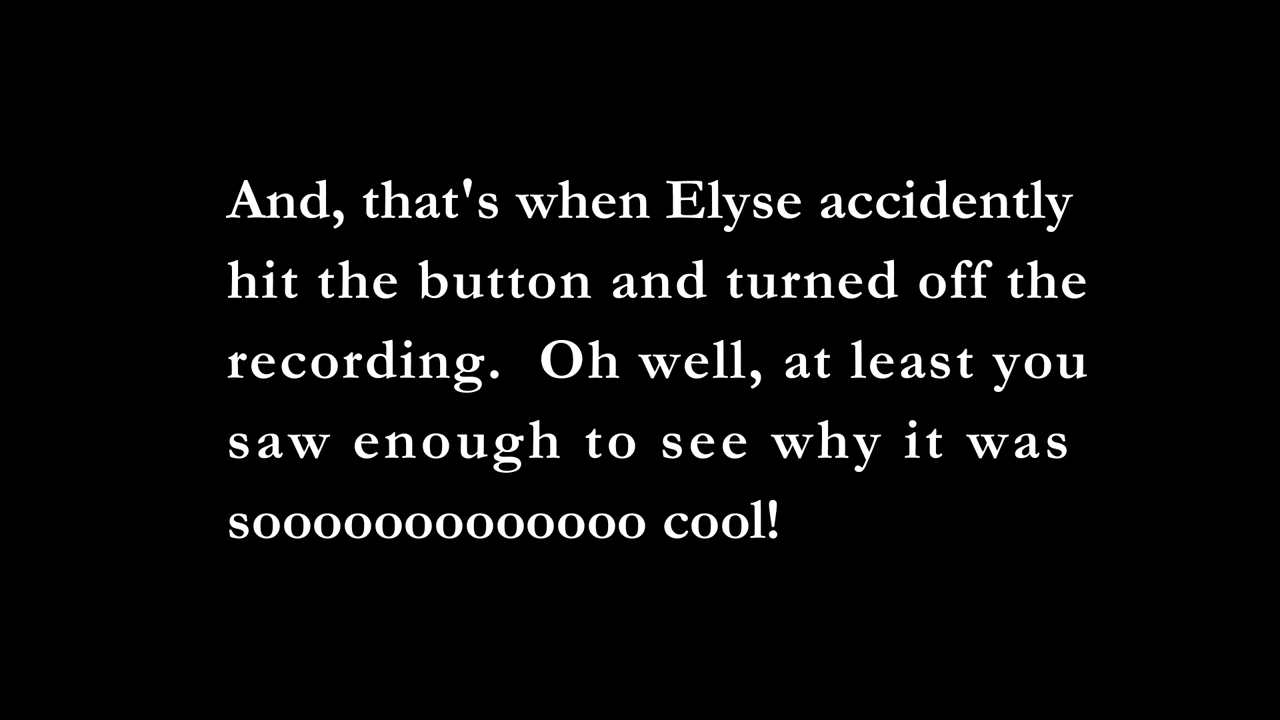 And, that's when Elyse accidently
hit the button and turned off the
recording.  Oh well, at least you
saw enough to see why it was
soooooooooooooo cool!